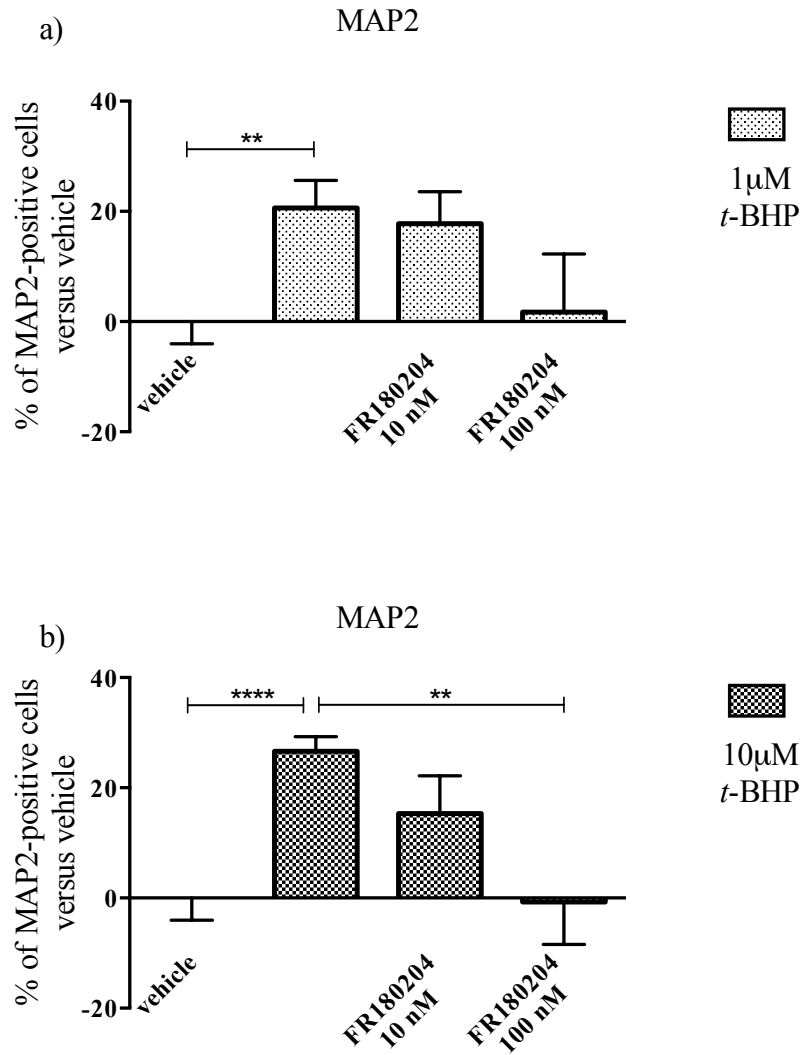 a)
MAP2
% of MAP2-positive cells
versus vehicle
40
20
0
-20
**
vehicle
FR180204
10 nM
FR180204
100 nM
1μM
t-BHP
b)
MAP2
% of MAP2-positive cells
versus vehicle
40
20
0
-20
****
**
vehicle
FR180204
10 nM
FR180204
100 nM
10μM
t-BHP